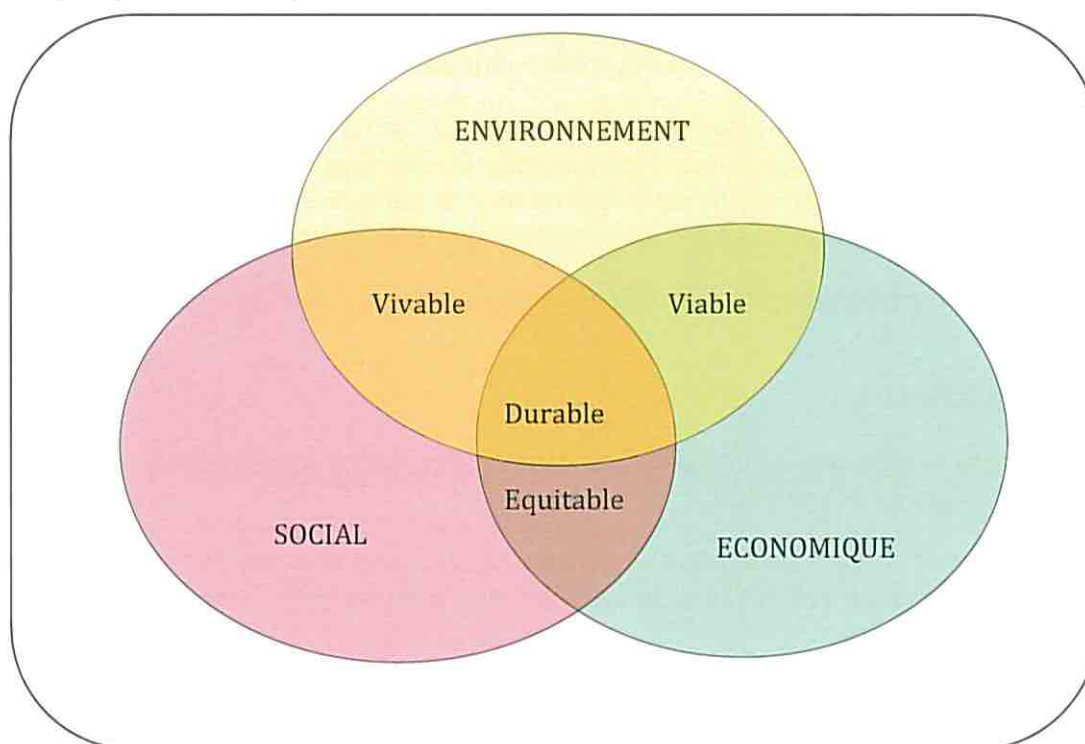 ENVIRONNEMENT
Vivable
Viable
Durable
Equitable
SOCIAL
ECONOMIQUE